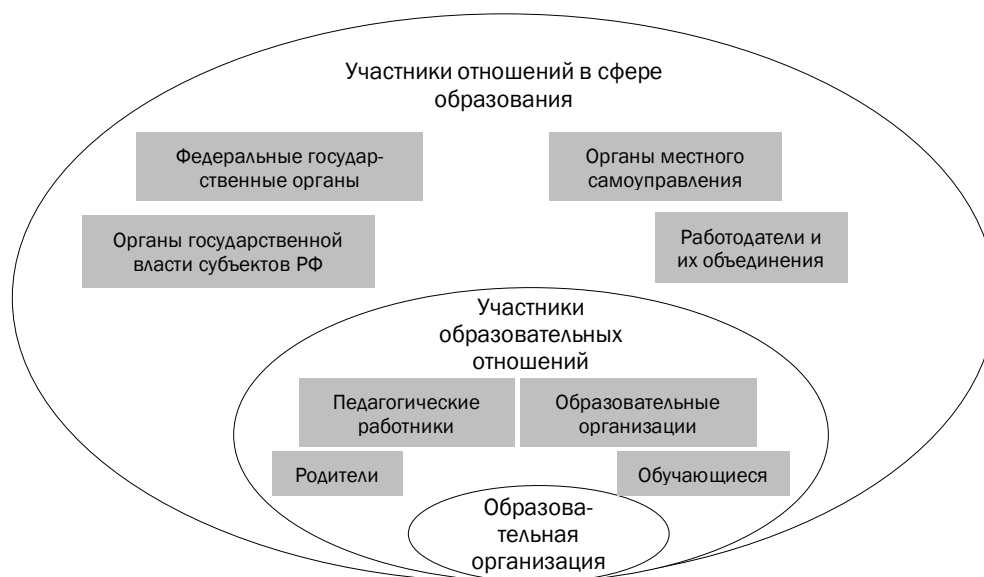 Участники отношений в сфере
образования
Федеральные государ-
ственные органы
Органы местного
самоуправления
Органы государственной
власти субъектов РФ
Работодатели и
их объединения
Участники
образовательных
отношений
Педагогические
работники
Образовательные
организации
Родители
Обучающиеся
Образова-
тельная
организация